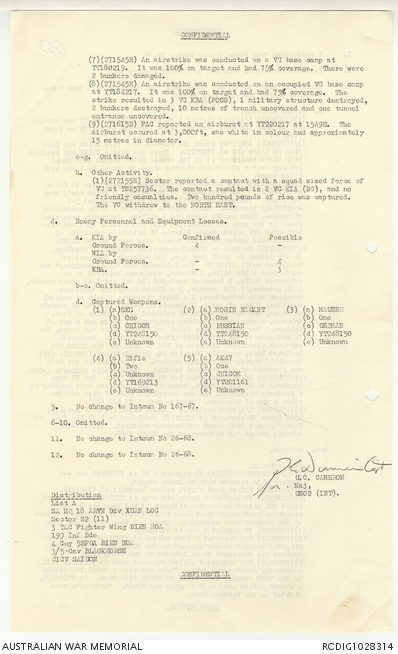 CONFIDENTIAL
(7)(271545H) An airstrike was conducted on a VC base camp at
YT180219. It was 100% on target and had 75% coverage. There were
2 bunkers damaged.
(8)(271545H) An airstrike was conducted on an occupied VC base camp
at YT184217. It was 100% on target and had 75% coverage. The
strike resulted in 3 VC KBA (POSS), 1 military structure destroyed,
2 bunkers destroyed, 10 metres of trench uncovered and one tunnel
entrance uncovered.
(9)(271615H) FAC reported an airburst at YT220217 at 1549H. The
airburst occured at 3,000ft, was white in colour and approximately
15 metres in diameter.
e-g. Omitted.
h. Other Activity.
(1)(272155H) Sector reported a contact with a squad sized force of
VC at YS257736. The contact resulted in 2 VC KIA (BC), and no
friendly casualties. Two hundred pounds of rice was captured.
The VC withdrew to the NORTH EAST.
4. Enemy Personnel and Equipment Losses.
a. KIA by Confirmed Possible
Ground Forces. 4 -
WIA by
Ground Forces. - 4
KBA. - 3
b-c. Omitted.
d. Captured Weapons.
(1) (a) (2) (a) MOSIN NAGANT (3) (a) MAUSER
(b) One (b) One (b) One
(c) CHICOM (c) RUSSIAN (c) GERMAN
(d) YT248150 (d) YT248150 (d) YT248150
(e) Unknown (e) Unknown (e) Unknown
(4) (a) Rifle (5) (a) AK47
(b) Two (b) One
(c) Unknown (c) CHICOM
(d) YT169213 (d) YT201161
(e) Unknown (e) Unknown
5. No change to Intsum No 167-67.
6-10. Omitted.
11. No change to Intsum No 26-68.
12. No change to Intsum No 26-68.
for.
G.C. CAMERON
Maj,
GSO2 (INT).
Distribution
List A
SA HQ 18 ARVN Div XUAN LOC
Sector S2 (11)
3 TAC Fighter Wing BIEN HOA
199 Inf Bde
A Coy 5SFGA BIEN HOA
3/5-Cav BLACKHORSE
CICV SAIGON
CONFIDENTIAL
AUSTRALIAN WAR MEMORIAL
RCDIG1028314